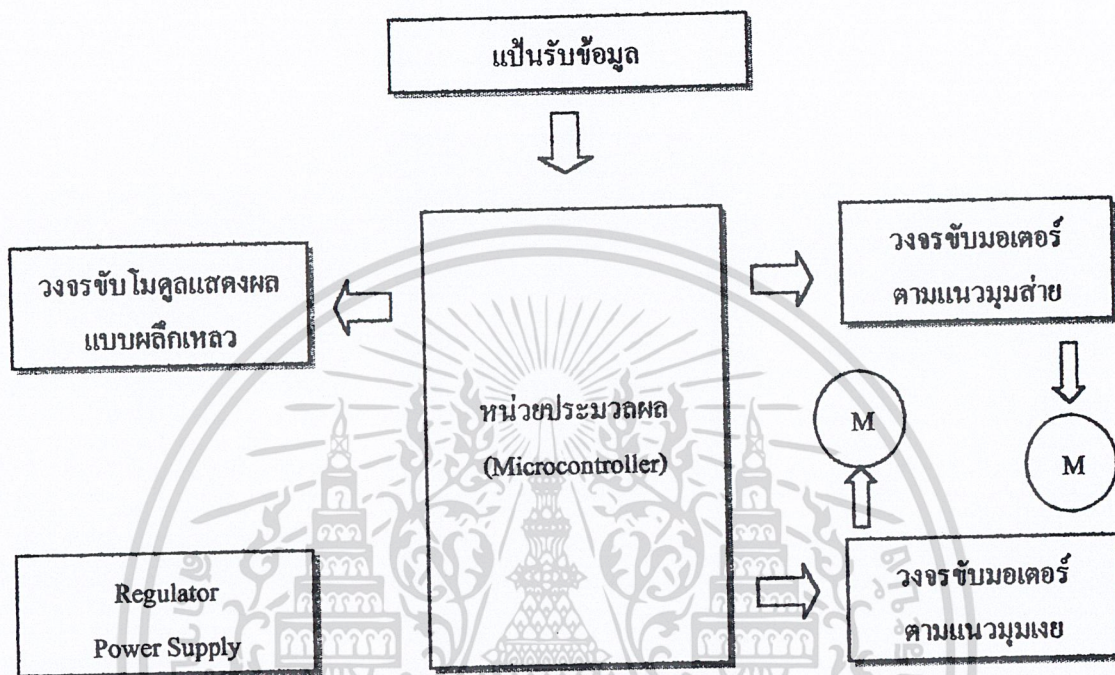 แป้นรับข้อมูล
วงจรขับโมดูลแสดงผล
แบบผลึกเหลว
หน่วยประมวลผล
(Microcontroller)
วงจรขับมอเตอร์
ตามแนวมุมส่าย
M
M
Regulator
Power Supply
วงจรขับมอเตอร์
ตามแนวมุมเงย